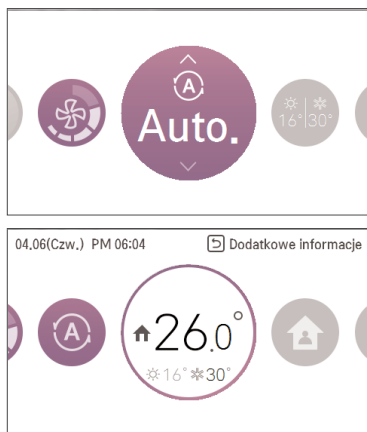 A
Auto.
16° 30°
04.06(Czw.) PM 06:04 Dodatkowe informacje
A
26.0°
16° 30°